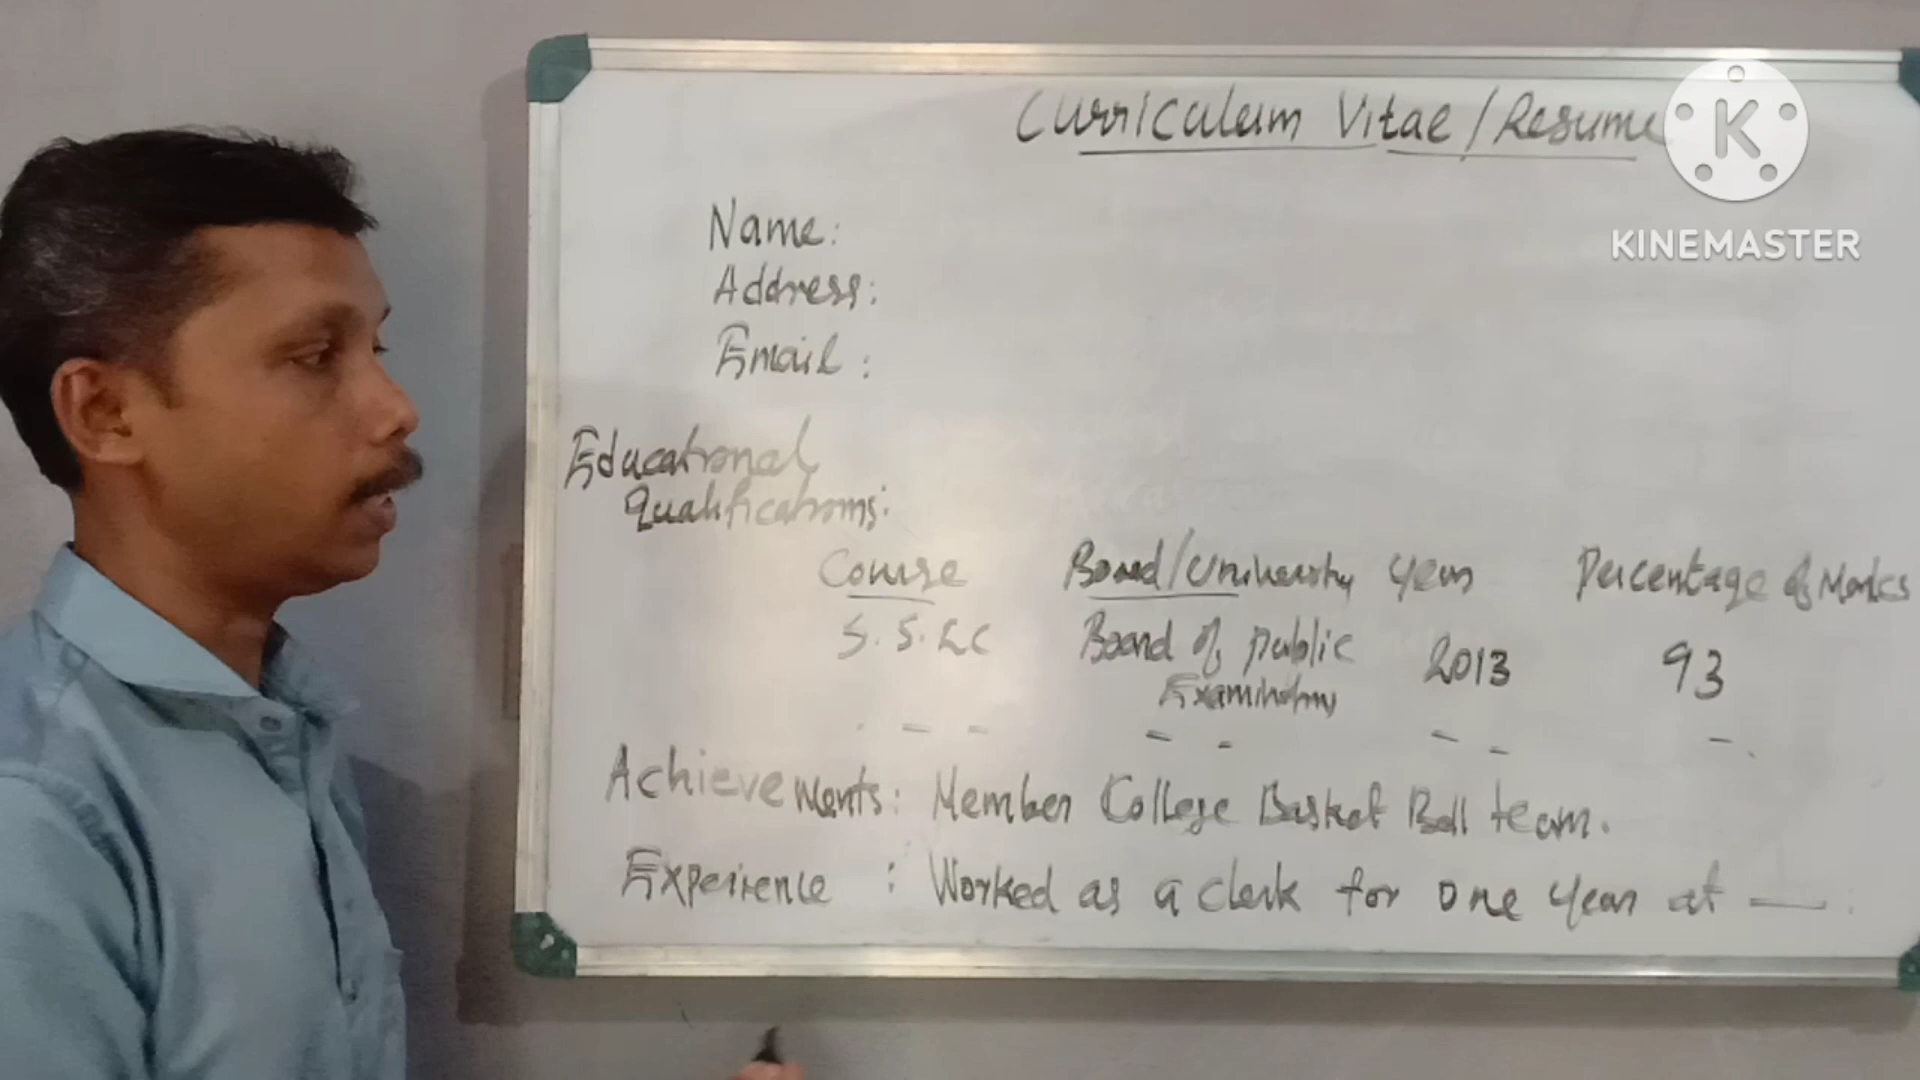 Curriculum Vitae/Resume
K
KINEMASTER
Name:
Address:
Email:
Educational
Qualifications:
Course Board/University Year Percentage of Marks
S.S.LC Board of Public 2013 93
Examinations
Achievements: Member College Basket Ball team.
Experience : Worked as a clerk for one year at —.